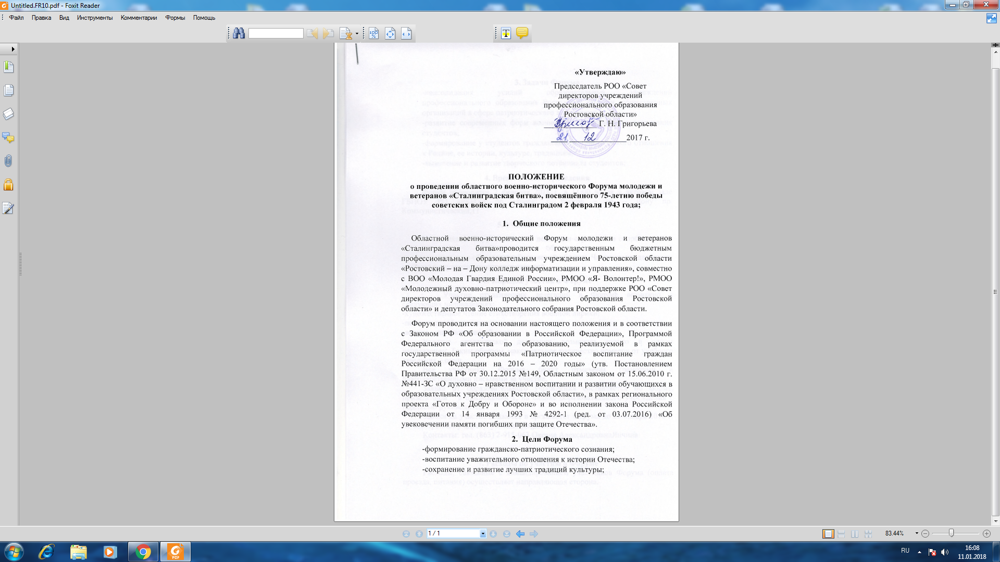 Untitled.FR10.pdf - Foxit Reader
Файл Правка Вид Инструменты Комментарии Формы Помощь
«Утверждаю»
Председатель РОО «Совет
директоров учреждений
профессионального образования
Ростовской области»
Г. Н. Григорьева
21 12 2017 г.
ПОЛОЖЕНИЕ
о проведении областного военно-исторического Форума молодежи и
ветеранов «Сталинградская битва», посвящённого 75-летию победы
советских войск под Сталинградом 2 февраля 1943 года;
1. Общие положения
Областной военно-исторический Форум молодежи и ветеранов
«Сталинградская битва»проводится государственным бюджетным
профессиональным образовательным учреждением Ростовской области
«Ростовский – на – Дону колледж информатизации и управления», совместно
с ВОО «Молодая Гвардия Единой России», РМОО «Я- Волонтер!», РМОО
«Молодежный духовно-патриотический центр», при поддержке РОО «Совет
директоров учреждений профессионального образования Ростовской
области» и депутатов Законодательного собрания Ростовской области.
Форум проводится на основании настоящего положения и в соответствии
с Законом РФ «Об образовании в Российской Федерации», Программой
Федерального агентства по образованию, реализуемой в рамках
государственной программы «Патриотическое воспитание граждан
Российской Федерации на 2016 – 2020 годы» (утв. Постановлением
Правительства РФ от 30.12.2015 №149, Областным законом от 15.06.2010 г.
№441-ЗС «О духовно – нравственном воспитании и развитии обучающихся в
образовательных учреждениях Ростовской области», в рамках регионального
проекта «Готов к Добру и Обороне» и во исполнении закона Российской
Федерации от 14 января 1993 № 4292-1 (ред. от 03.07.2016) «Об
увековечении памяти погибших при защите Отечества».
2. Цели Форума
-формирование гражданско-патриотического сознания;
-воспитание уважительного отношения к истории Отечества;
-сохранение и развитие лучших традиций культуры;
1 / 1
83.44%
RU
16:08
11.01.2018